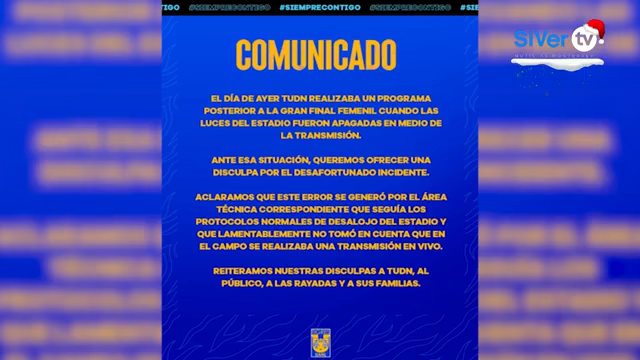 #SIEMPRECONTIGO #SIEMPRECONTIGO #SIEMPRECONTIGO
SiVer tv
COMUNICADO
EL DÍA DE AYER TUDN REALIZABA UN PROGRAMA
POSTERIOR A LA GRAN FINAL FEMENIL CUANDO LAS
LUCES DEL ESTADIO FUERON APAGADAS EN MEDIO DE
LA TRANSMISIÓN.
ANTE ESA SITUACIÓN, QUEREMOS OFRECER UNA
DISCULPA POR EL DESAFORTUNADO INCIDENTE.
ACLARAMOS QUE ESTE ERROR SE GENERÓ POR EL ÁREA
TÉCNICA CORRESPONDIENTE QUE SEGUÍA LOS
PROTOCOLOS NORMALES DE DESALOJO DEL ESTADIO Y
QUE LAMENTABLEMENTE NO TOMÓ EN CUENTA QUE EN
EL CAMPO SE REALIZABA UNA TRANSMISIÓN EN VIVO.
REITERAMOS NUESTRAS DISCULPAS A TUDN, AL
PÚBLICO, A LAS RAYADAS Y A SUS FAMILIAS.